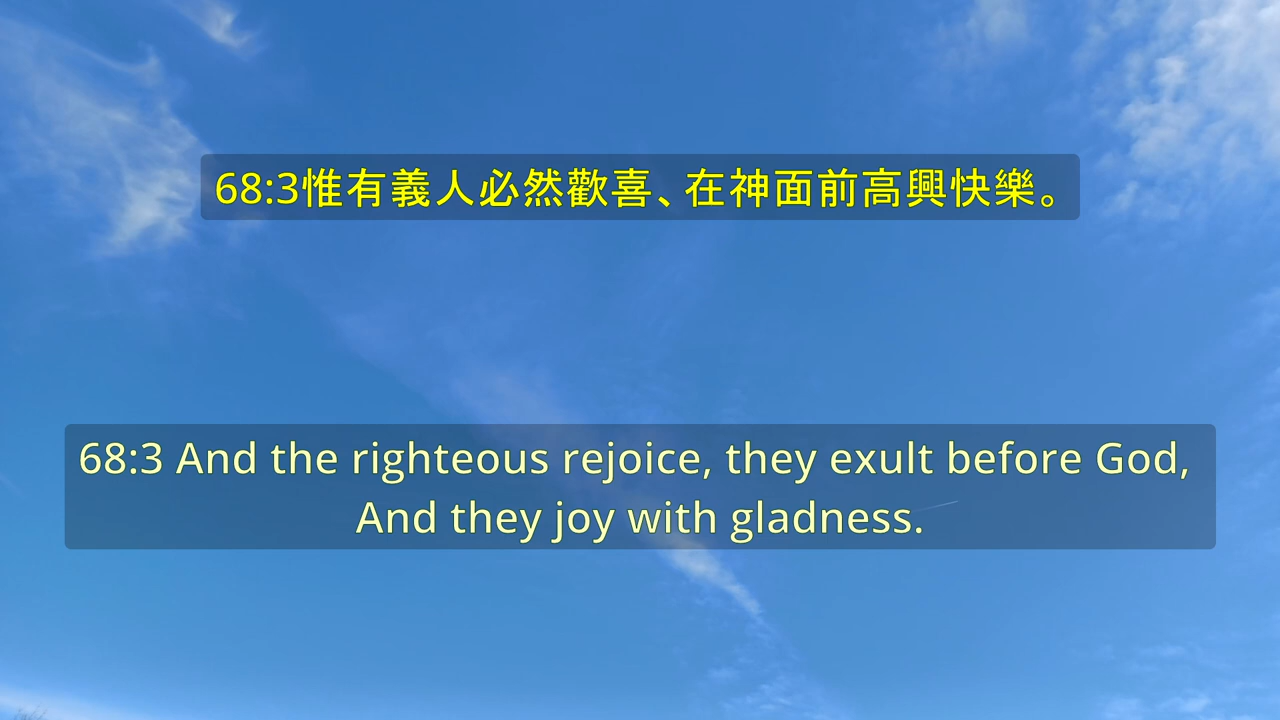 68:3惟有義人必然歡喜、在神面前高興快樂。
68:3 And the righteous rejoice, they exult before God,
And they joy with gladness.